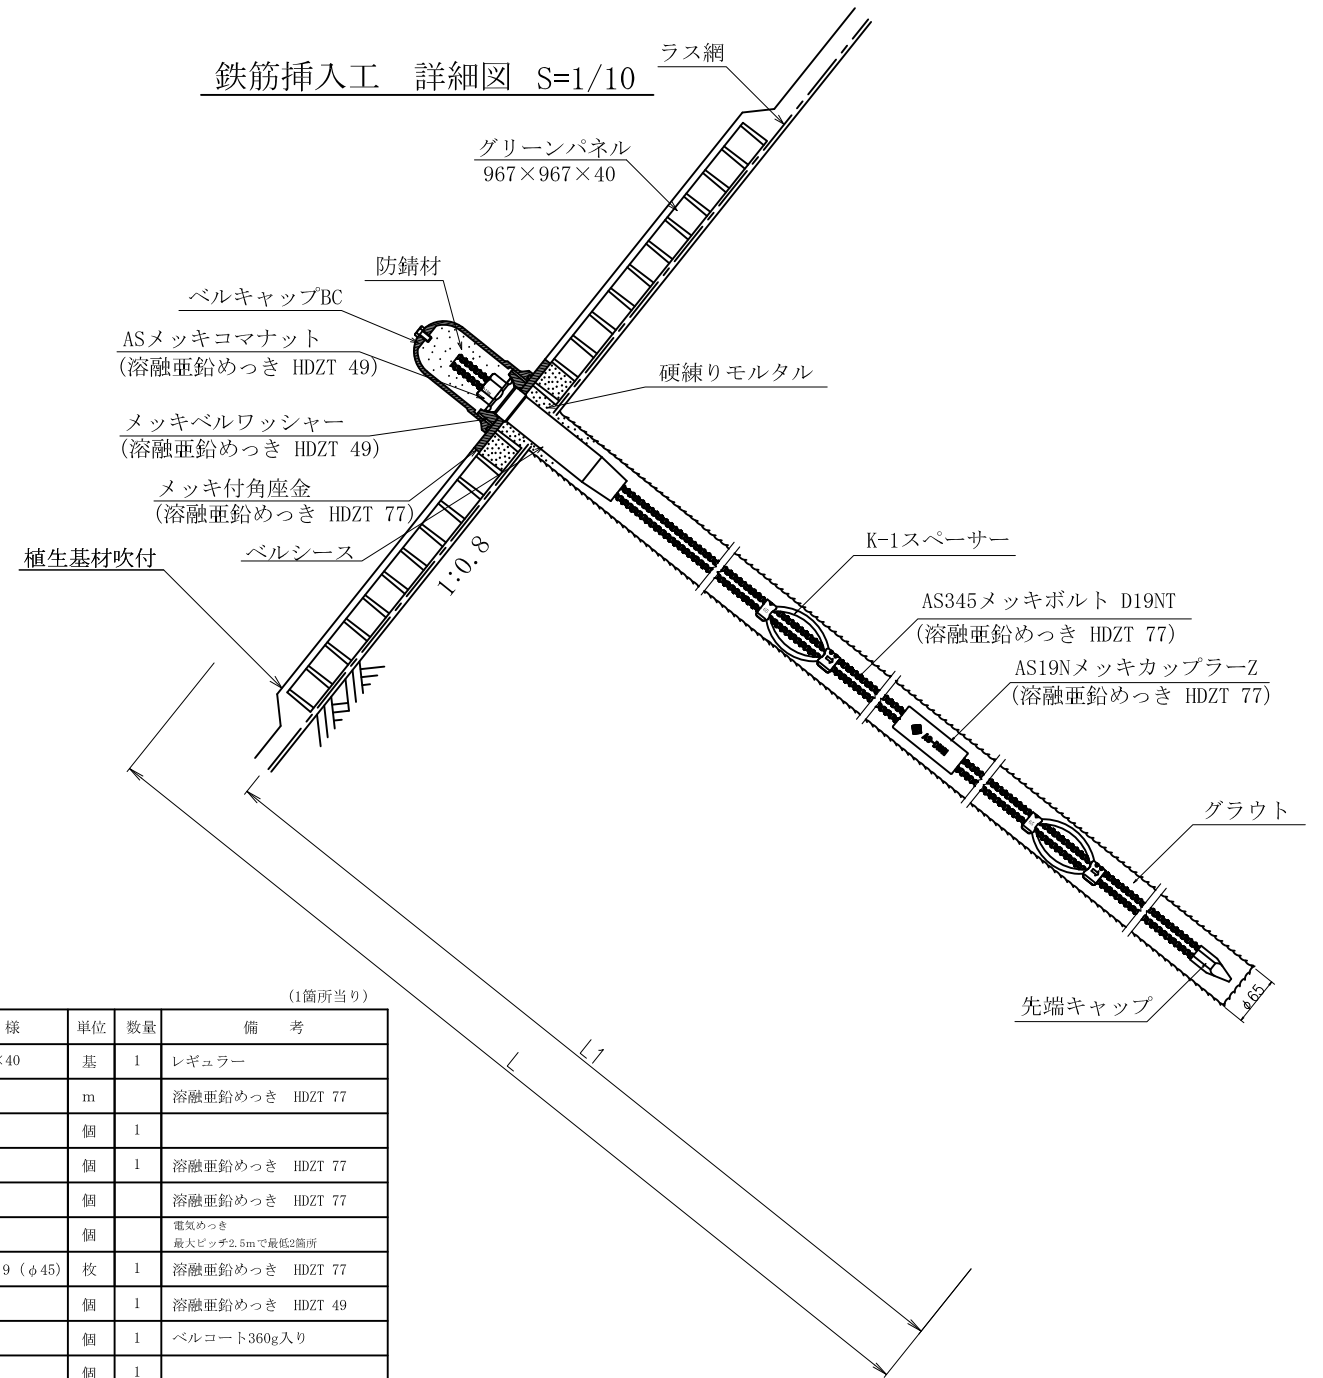 鉄筋挿入工　詳細図　S=1/10
ラス網
グリーンパネル
967×967×40
防錆材
ベルキャップBC
ASメッキコマナット
(溶融亜鉛めっき HDZT 49)
硬練りモルタル
メッキベルワッシャー
(溶融亜鉛めっき HDZT 49)
メッキ付角座金
(溶融亜鉛めっき HDZT 77)
ベルシース
植生基材吹付
1:0.8
K-1スペーサー
AS345メッキボルト D19NT
(溶融亜鉛めっき HDZT 77)
AS19NメッキカップラーZ
(溶融亜鉛めっき HDZT 77)
グラウト
先端キャップ
φ65
L1
L
(1箇所当り)
様 単位 数量 備　考
×40 基 1 レギュラー
m 溶融亜鉛めっき　HDZT 77
個 1
個 1 溶融亜鉛めっき　HDZT 77
個 溶融亜鉛めっき　HDZT 77
個 電気めっき
最大ピッチ2.5mで最低2箇所
9（φ45) 枚 1 溶融亜鉛めっき　HDZT 77
個 1 溶融亜鉛めっき　HDZT 49
個 1 ベルコート360g入り
個 1